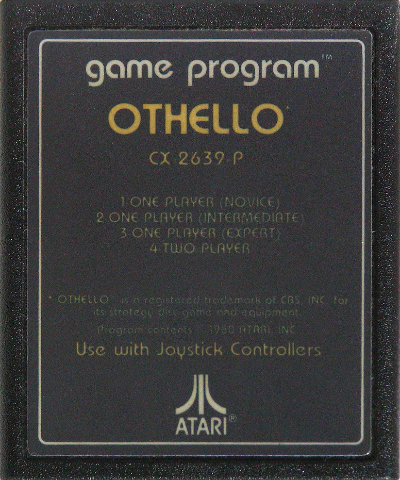 game program™
OTHELLO*
CX 2639-P
1 ONE PLAYER (NOVICE)
2 ONE PLAYER (INTERMEDIATE)
3 ONE PLAYER (EXPERT)
4 TWO PLAYER
* OTHELLO is a registered trademark of CBS, INC. for
its strategy disc game and equipment.
Program contents © 1980 ATARI, INC.
Use with Joystick Controllers
ATARI®